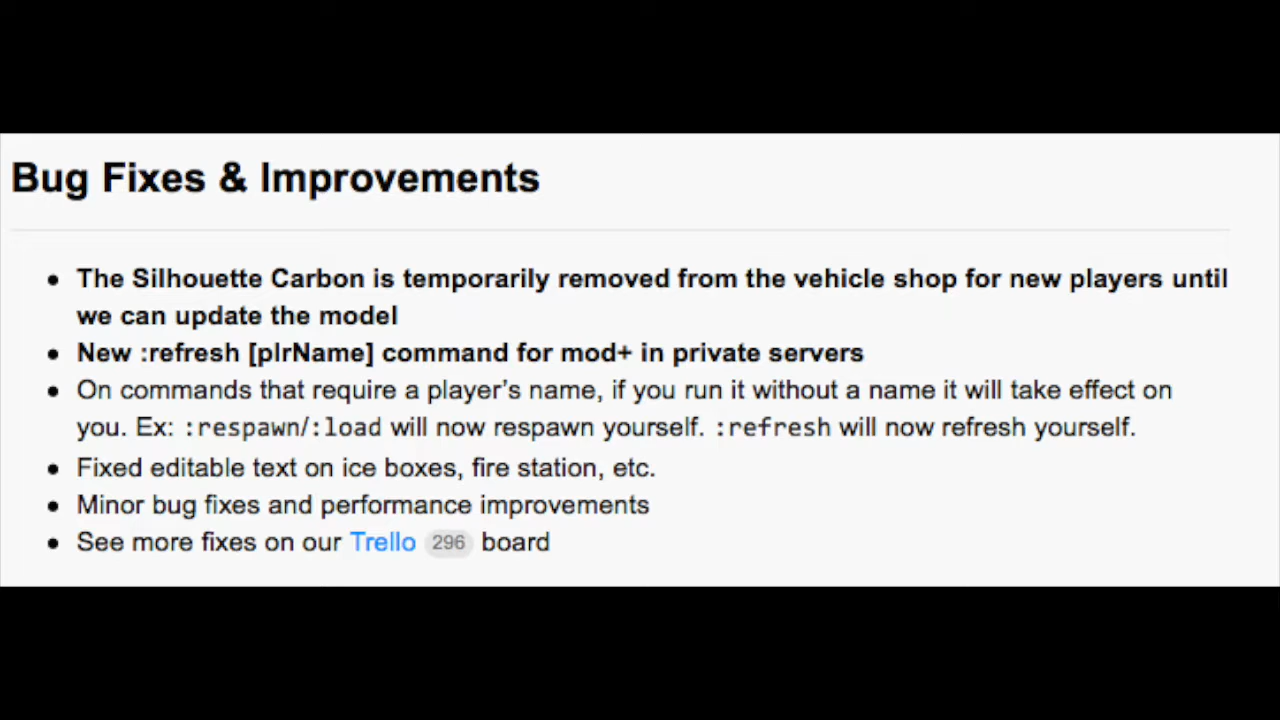 Bug Fixes & Improvements
The Silhouette Carbon is temporarily removed from the vehicle shop for new players until
we can update the model
New :refresh [plrName] command for mod+ in private servers
On commands that require a player’s name, if you run it without a name it will take effect on
you. Ex: :respawn/:load will now respawn yourself. :refresh will now refresh yourself.
Fixed editable text on ice boxes, fire station, etc.
Minor bug fixes and performance improvements
See more fixes on our Trello 296 board